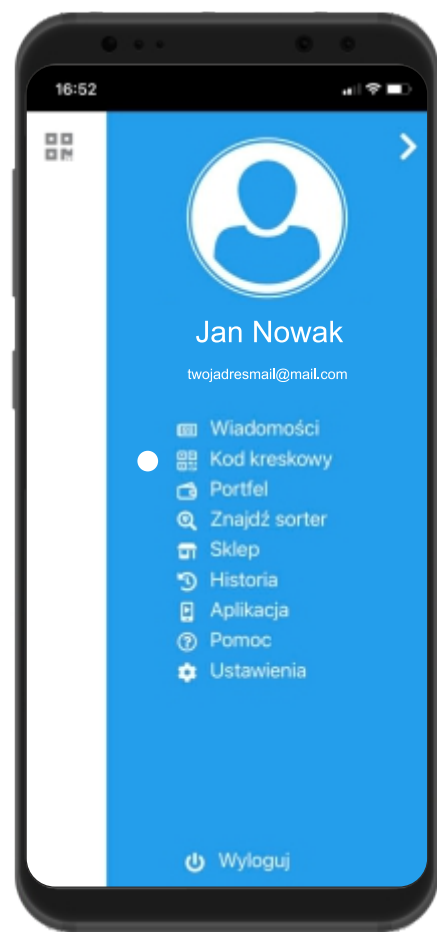 16:52
Jan Nowak
twojadresmail@mail.com
Wiadomości
Kod kreskowy
Portfel
Znajdź sorter
Sklep
Historia
Aplikacja
Pomoc
Ustawienia
Wyloguj